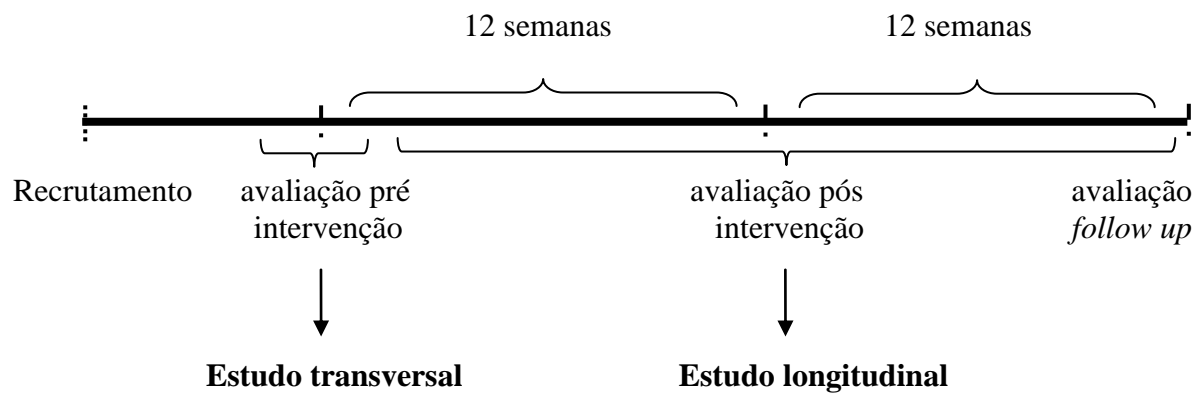 12 semanas 12 semanas
Recrutamento avaliação pré avaliação pós avaliação
intervenção intervenção follow up
Estudo transversal Estudo longitudinal